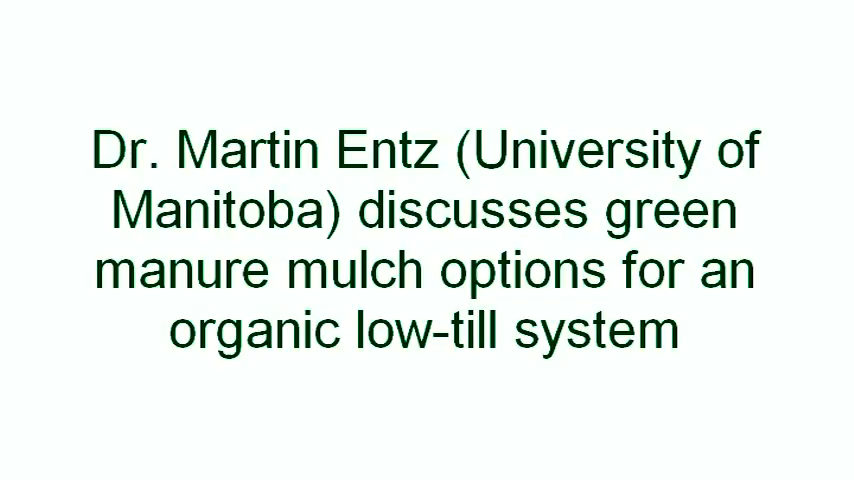 Dr. Martin Entz (University of
Manitoba) discusses green
manure mulch options for an
organic low-till system